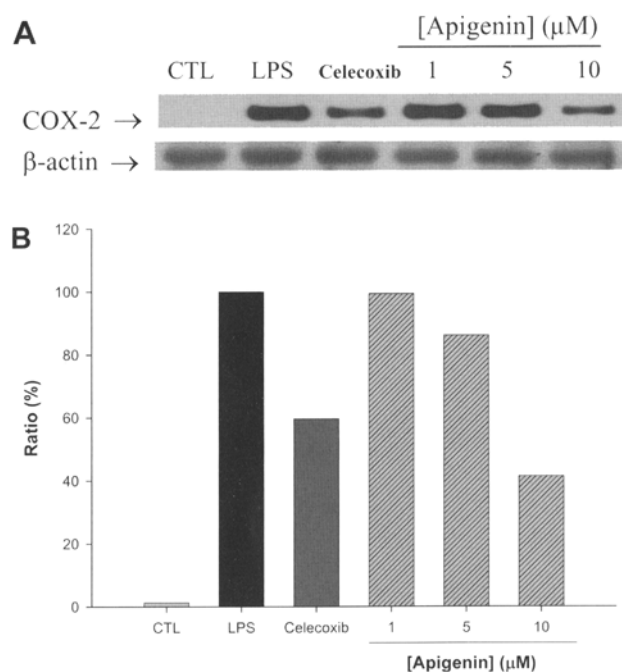 A
[Apigenin] (µM)
CTL LPS Celecoxib 1 5 10
COX-2 →
β-actin →
B
120
100
80
60
40
20
0
Ratio (%)
CTL LPS Celecoxib 1 5 10
[Apigenin] (µM)